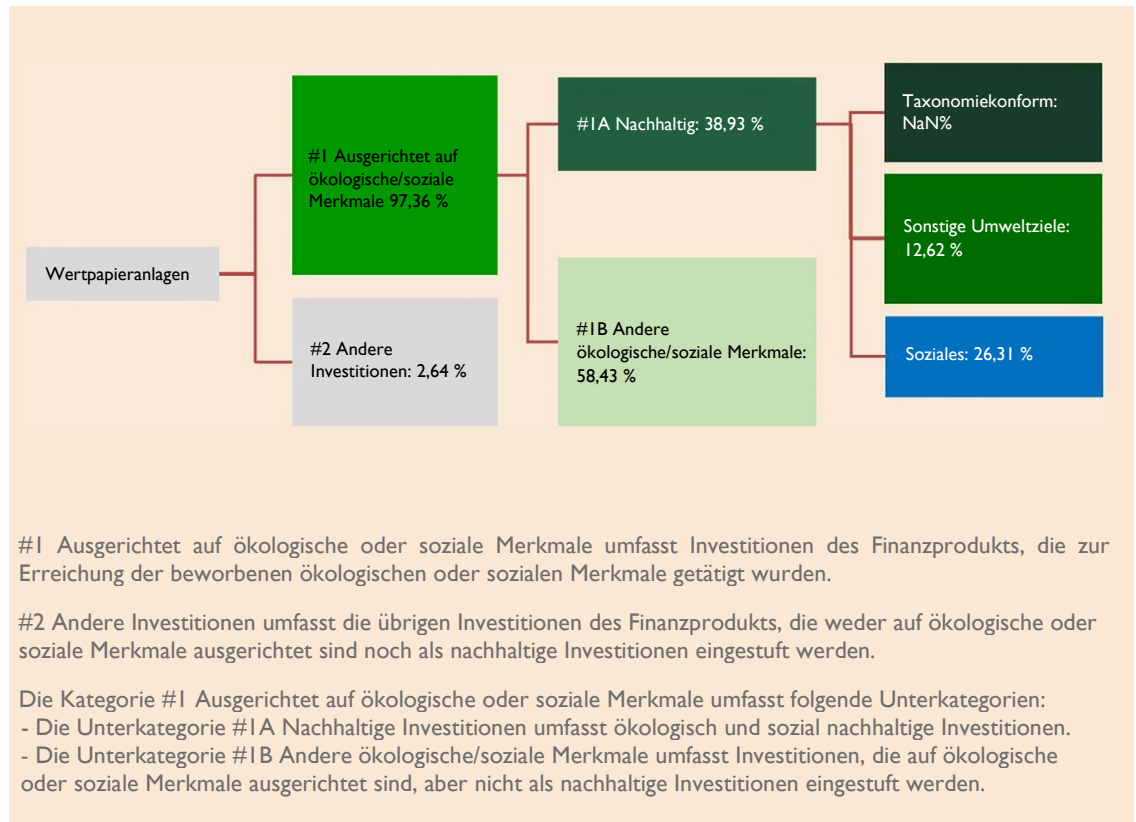 Wertpapieranlagen
#1 Ausgerichtet auf
ökologische/soziale
Merkmale 97,36 %
#2 Andere
Investitionen: 2,64 %
#1A Nachhaltig: 38,93 %
#1B Andere
ökologische/soziale Merkmale:
58,43 %
Taxonomiekonform:
NaN%
Sonstige Umweltziele:
12,62 %
Soziales: 26,31 %
#1 Ausgerichtet auf ökologische oder soziale Merkmale umfasst Investitionen des Finanzprodukts, die zur
Erreichung der beworbenen ökologischen oder sozialen Merkmale getätigt wurden.
#2 Andere Investitionen umfasst die übrigen Investitionen des Finanzprodukts, die weder auf ökologische oder
soziale Merkmale ausgerichtet sind noch als nachhaltige Investitionen eingestuft werden.
Die Kategorie #1 Ausgerichtet auf ökologische oder soziale Merkmale umfasst folgende Unterkategorien:
- Die Unterkategorie #1A Nachhaltige Investitionen umfasst ökologisch und sozial nachhaltige Investitionen.
- Die Unterkategorie #1B Andere ökologische/soziale Merkmale umfasst Investitionen, die auf ökologische
oder soziale Merkmale ausgerichtet sind, aber nicht als nachhaltige Investitionen eingestuft werden.